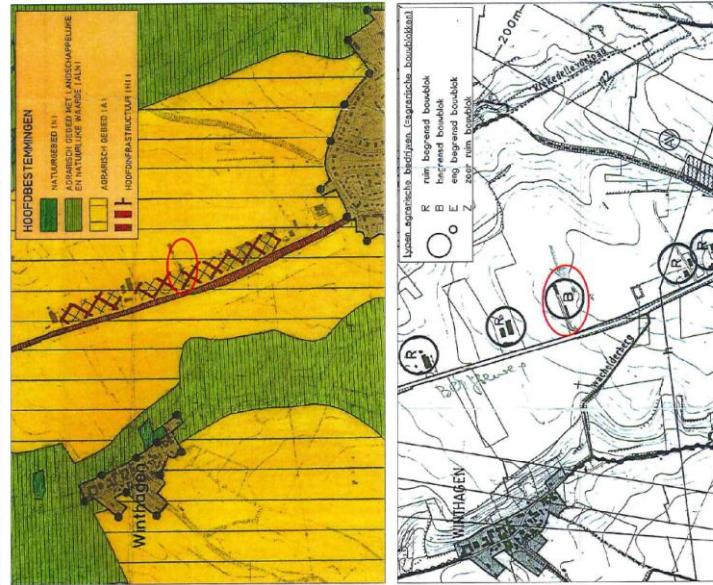 HOOFDBESTEMMINGEN
NATUURGEBIED (N)
AGRARISCH GEBIED MET LANDSCHAPPELIJKE
EN NATUURLIJKE WAARDE (ALN)
AGRARISCH GEBIED (A)
HOOFDINFRASTRUCTUUR (HI)
Winthagen
typen agrarische bedrijven (=agrarische bouwblokken)
R ruim begrensd bouwblok
B begrensd bouwblok
E eng begrensd bouwblok
Z zeer ruim bouwblok
200m
R
R
B
R
R
WINTHAGEN